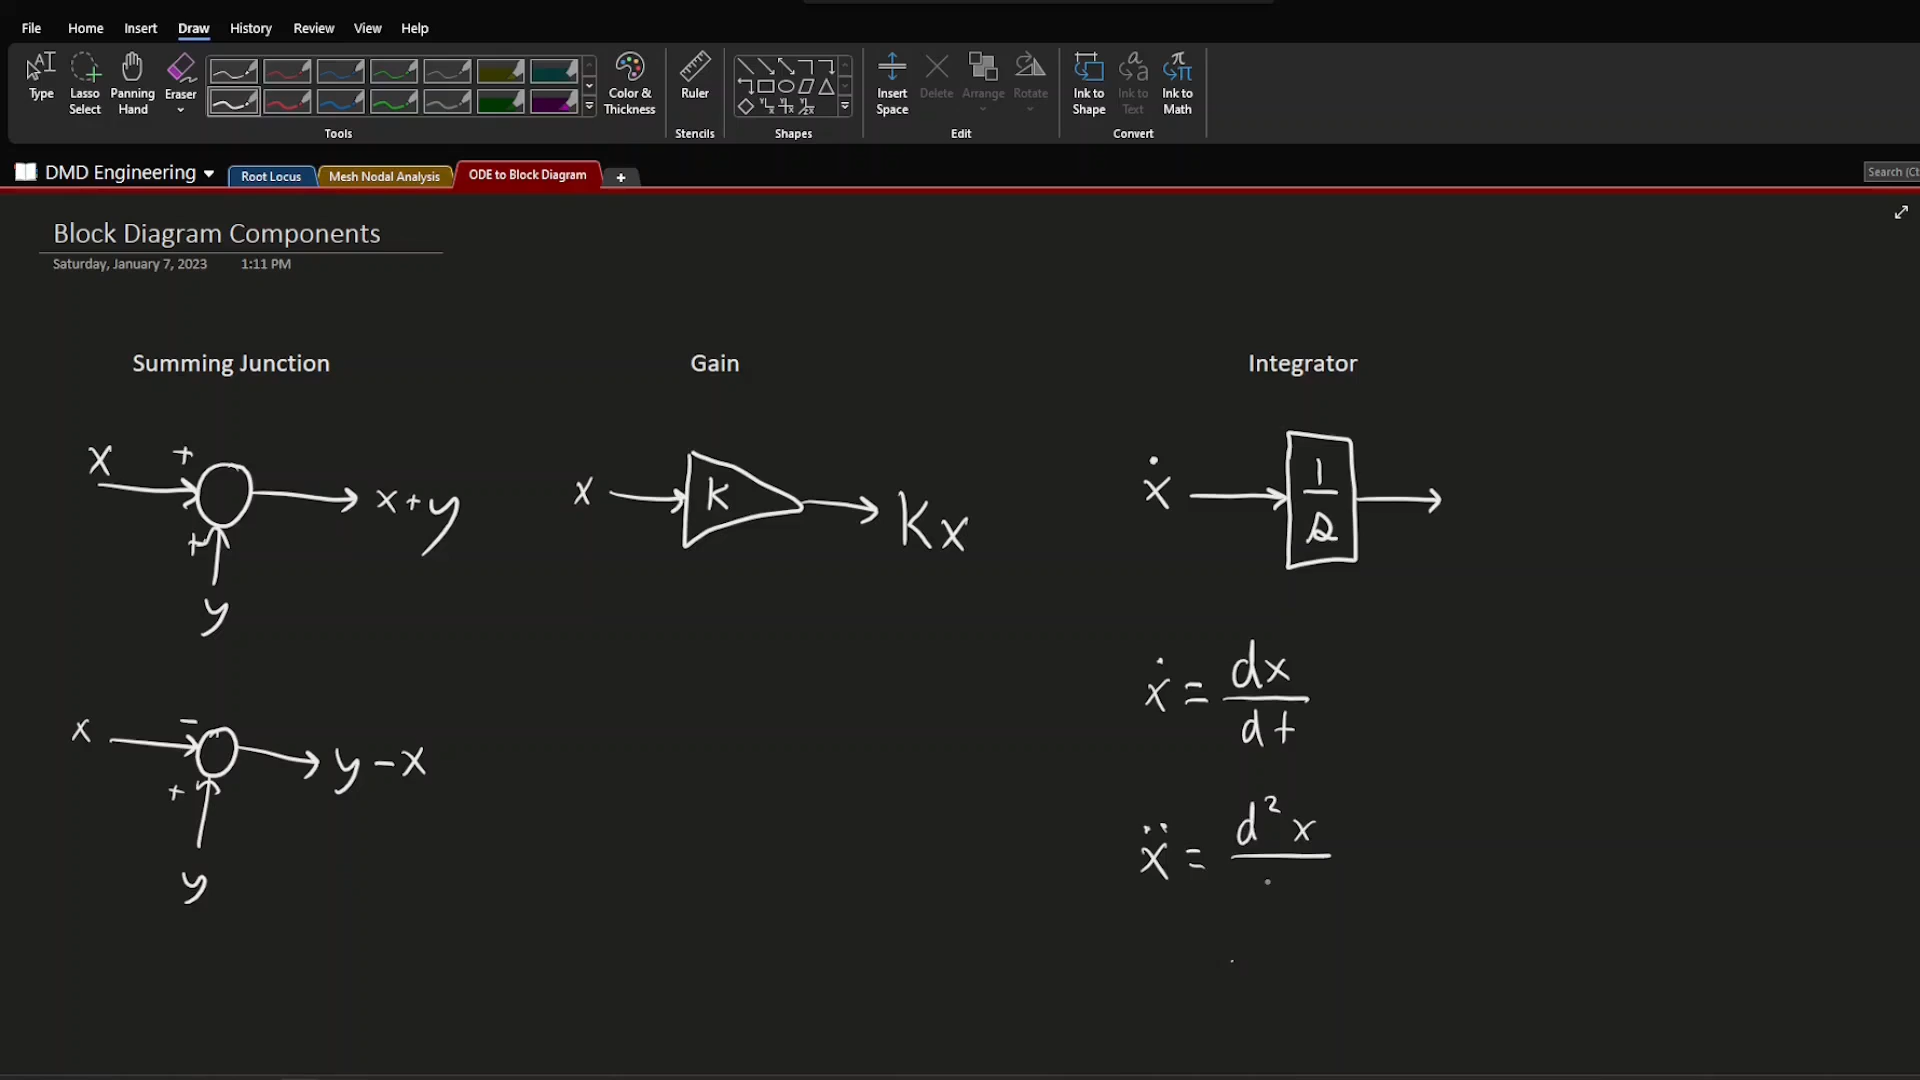 File Home Insert Draw History Review View Help
Type
Lasso Select
Panning Hand
Eraser
Color & Thickness
Ruler
Insert Space
Delete
Arrange
Rotate
Ink to Shape
Ink to Text
Ink to Math
Tools Stencils Shapes Edit Convert
DMD Engineering Root Locus Mesh Nodal Analysis ODE to Block Diagram +
Search (Ct
Block Diagram Components
Saturday, January 7, 2023 1:11 PM
Summing Junction
x + + y x+y
x - + y y-x
Gain
x K Kx
Integrator
ẋ 1/s
ẋ = dx/dt
ẍ = d²x